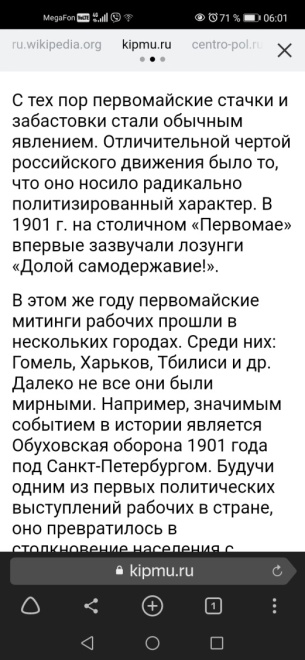 MegaFon VoLTE 4G 71 % 06:01
ru.wikipedia.org kipmu.ru centro-pol.ru
С тех пор первомайские стачки и
забастовки стали обычным
явлением. Отличительной чертой
российского движения было то,
что оно носило радикально
политизированный характер. В
1901 г. на столичном «Первомае»
впервые зазвучали лозунги
«Долой самодержавие!».
В этом же году первомайские
митинги рабочих прошли в
нескольких городах. Среди них:
Гомель, Харьков, Тбилиси и др.
Далеко не все они были
мирными. Например, значимым
событием в истории является
Обуховская оборона 1901 года
под Санкт-Петербургом. Будучи
одним из первых политических
выступлений рабочих в стране,
оно превратилось в
столкновение населения с
kipmu.ru
1